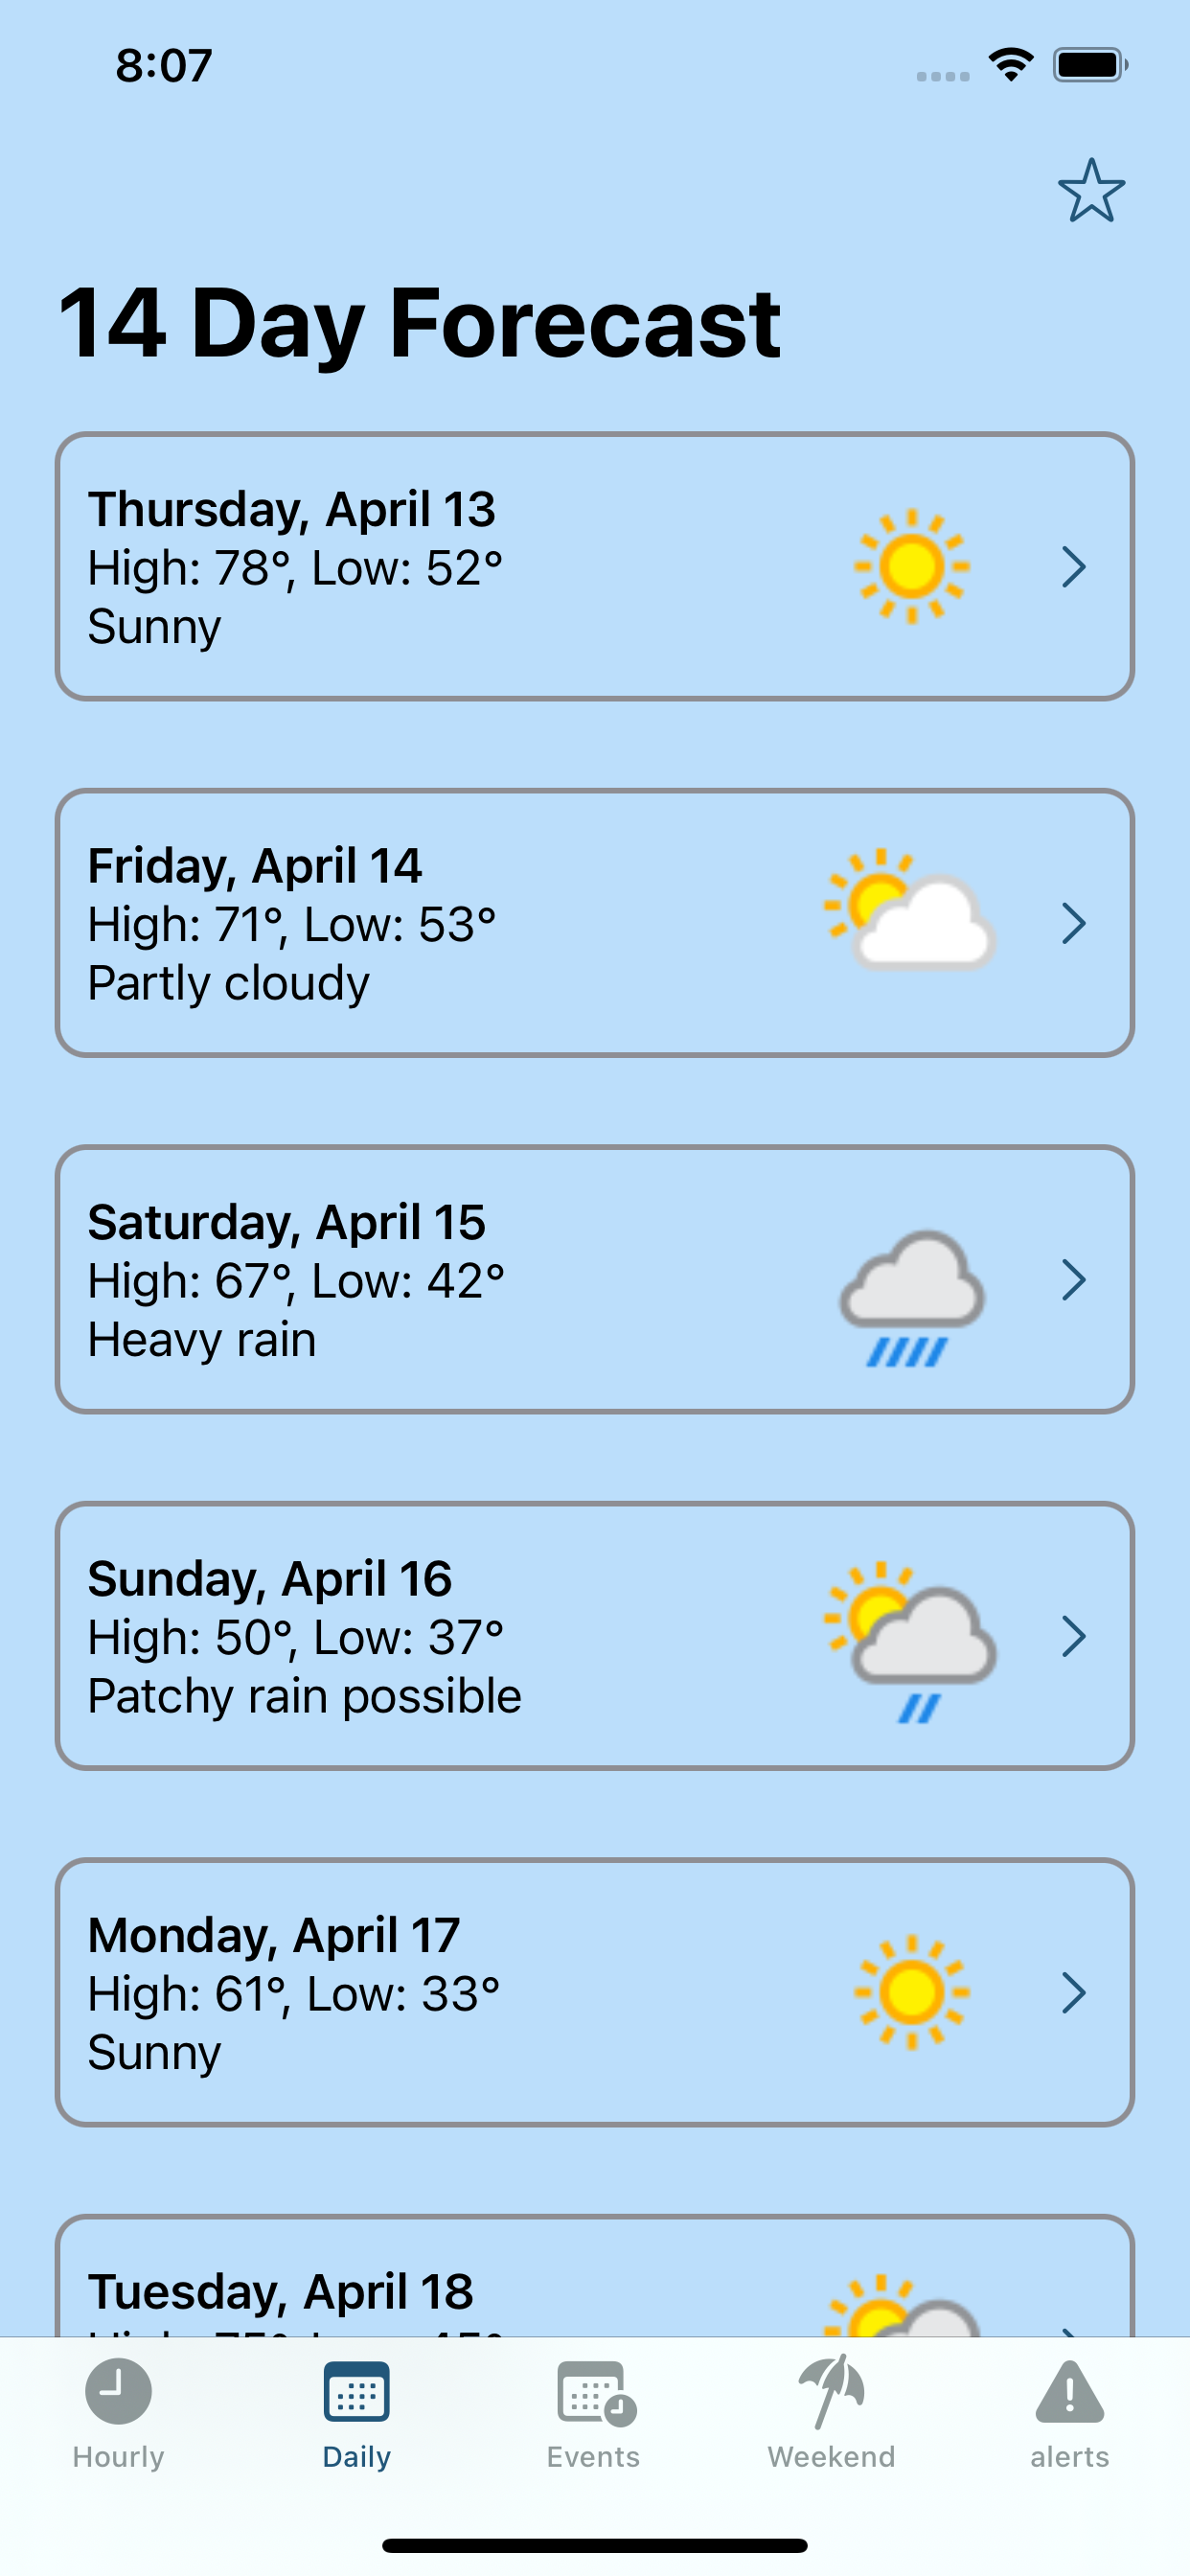 8:07
14 Day Forecast
Thursday, April 13
High: 78°, Low: 52°
Sunny
Friday, April 14
High: 71°, Low: 53°
Partly cloudy
Saturday, April 15
High: 67°, Low: 42°
Heavy rain
Sunday, April 16
High: 50°, Low: 37°
Patchy rain possible
Monday, April 17
High: 61°, Low: 33°
Sunny
Tuesday, April 18
Hourly
Daily
Events
Weekend
alerts